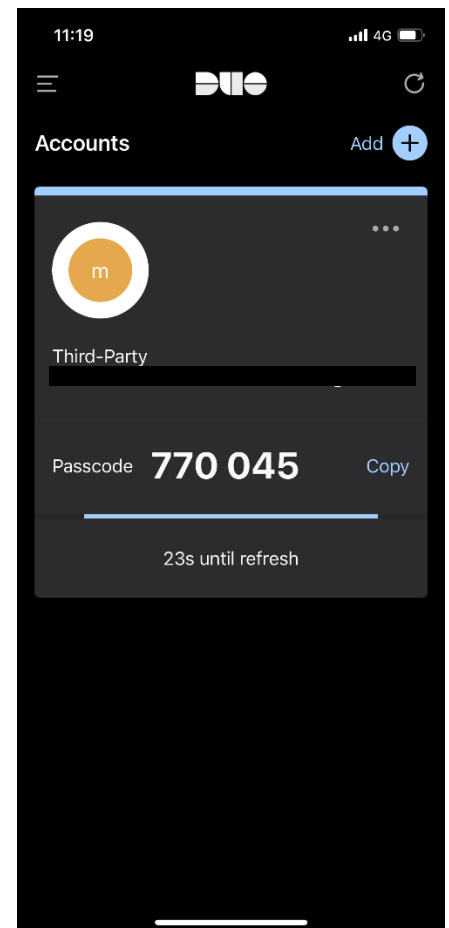 11:19 4G
DUO
Accounts Add
m
Third-Party
Passcode 770 045 Copy
23s until refresh